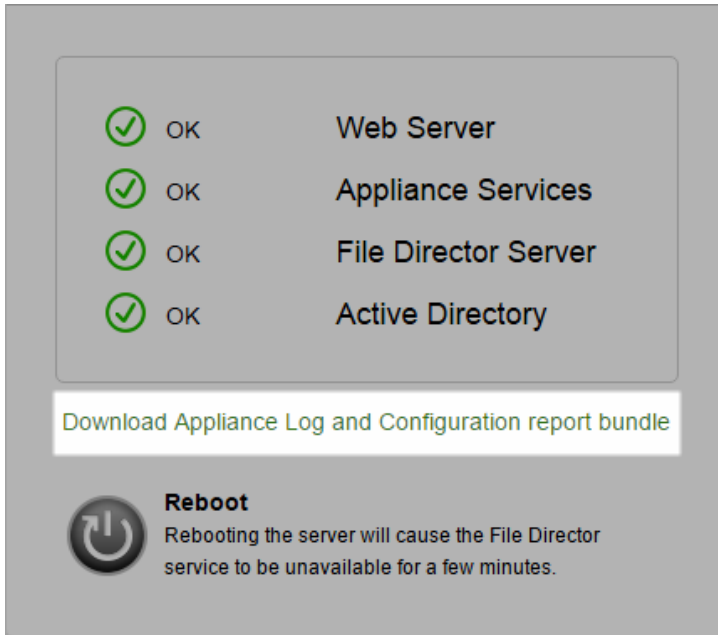 OK Web Server
OK Appliance Services
OK File Director Server
OK Active Directory
Download Appliance Log and Configuration report bundle
Reboot
Rebooting the server will cause the File Director
service to be unavailable for a few minutes.